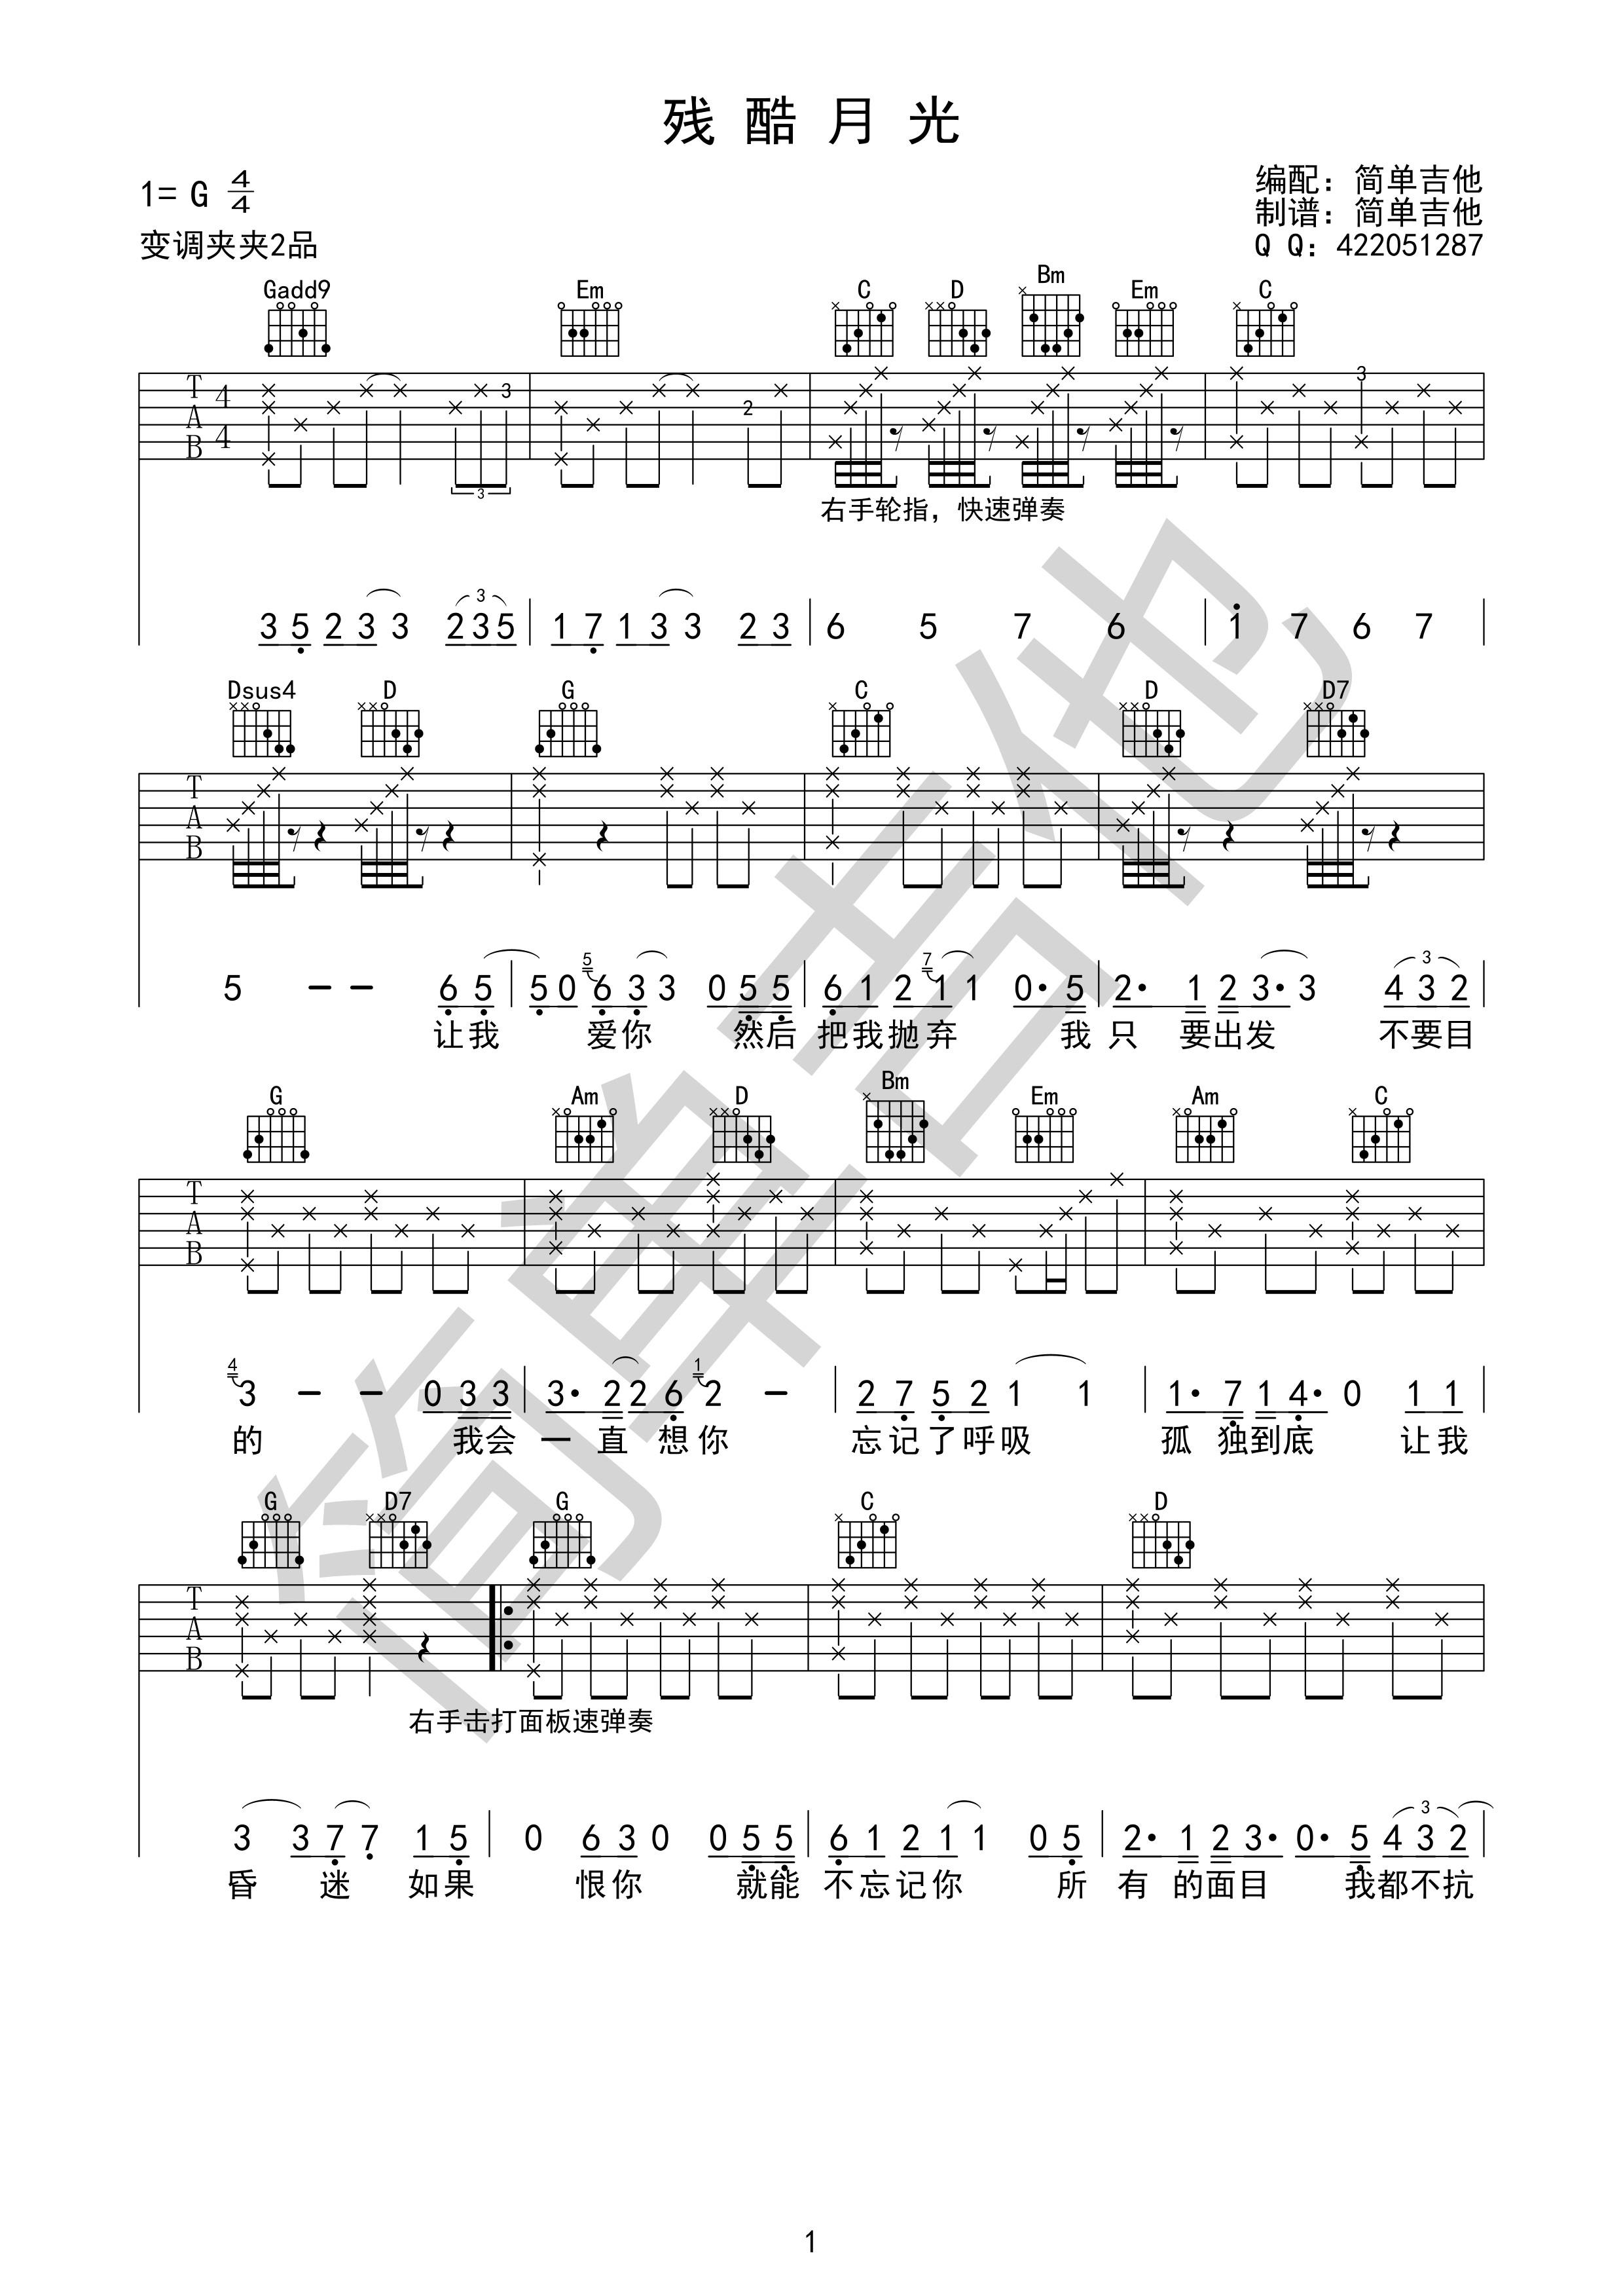 残酷月光
1= G 4/4
编配：简单吉他
制谱：简单吉他
变调夹夹2品
Q Q：422051287
Gadd9 Em C D Bm Em C
T A B 4 4 3 2 3
3
右手轮指，快速弹奏
3 5 2 3 3 2 3 5 | 1 7 1 3 3 2 3 | 6 5 7 6 | 1 7 6 7 |
Dsus4 D G C D D7
T A B
5 - - 6 5 | 5 0 5 6 3 3 0 5 5 | 6 1 2 7 1 1 0· 5 | 2· 1 2 3· 3 4 3 2 |
让我 爱你 然后 把我抛弃 我 只 要出发 不要目
G Am D Bm Em Am C
T A B
4 3 - - 0 3 3 | 3· 2 2 6 1 2 - | 2 7 5 2 1 1 | 1· 7 1 4· 0 1 1 |
的 我会 一 直 想你 忘记了呼吸 孤 独到底 让我
G D7 G C D
T A B
右手击打面板速弹奏
3 3 7 7 1 5 | 0 6 3 0 0 5 5 | 6 1 2 1 1 0 5 | 2· 1 2 3· 0· 5 4 3 2 |
昏 迷 如果 恨你 就能 不忘记你 所 有 的面目 我都不抗
简单吉他
1